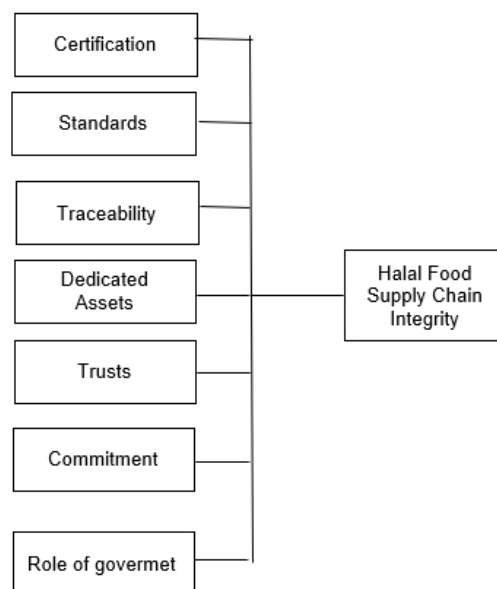 Certification
Standards
Traceability
Dedicated
Assets
Trusts
Commitment
Role of govermet
Halal Food
Supply Chain
Integrity